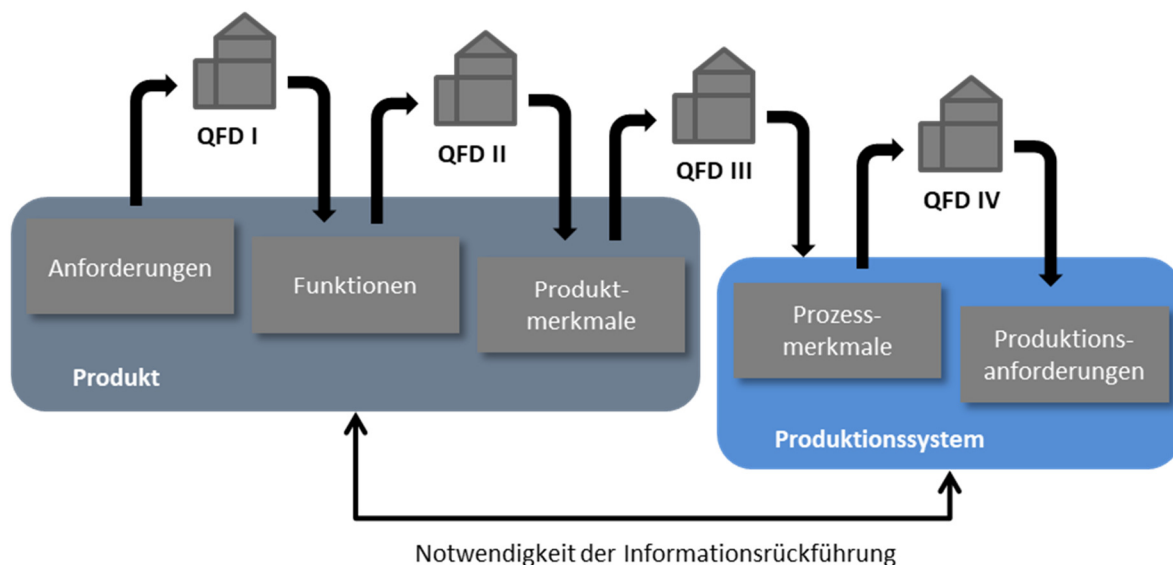 QFD I
QFD II
QFD III
QFD IV
Anforderungen
Funktionen
Produkt-
merkmale
Prozess-
merkmale
Produktions-
anforderungen
Produkt
Produktionssystem
Notwendigkeit der Informationsrückführung